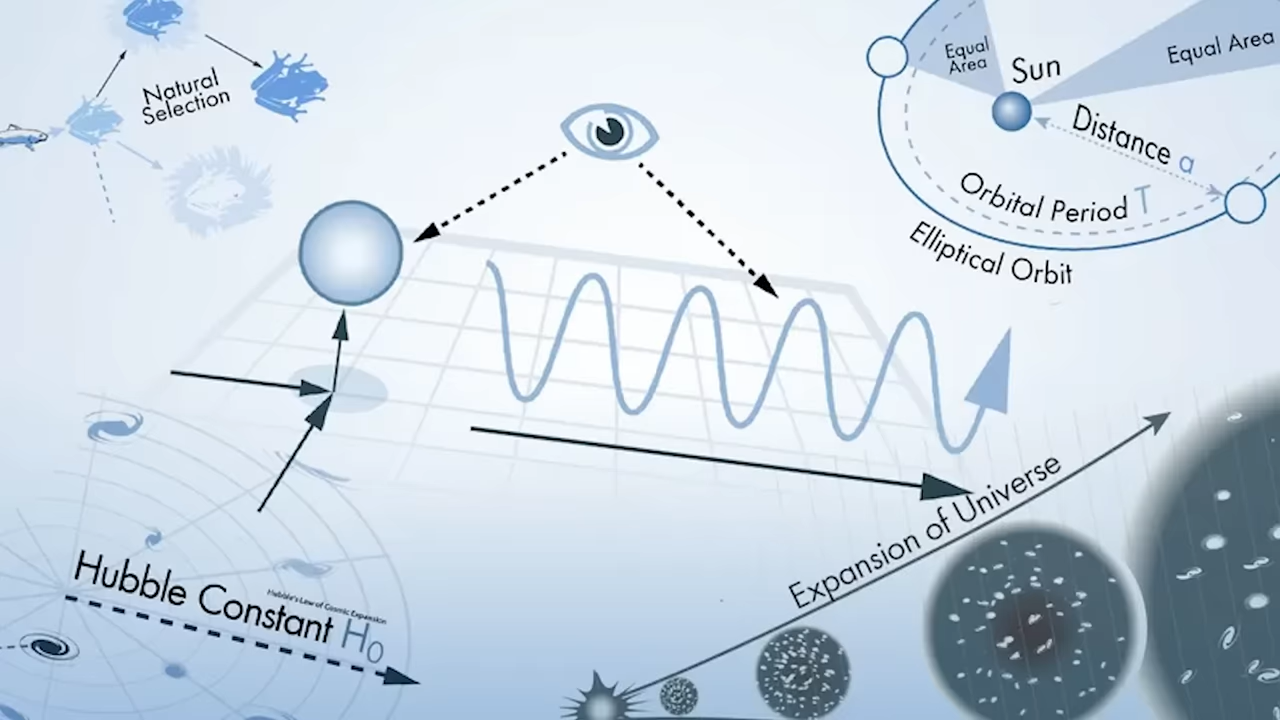 Natural
Selection
Equal
Area
Sun
Equal Area
Distance a
Orbital Period T
Elliptical Orbit
Expansion of Universe
Hubble's Law of Cosmic Expansion
Hubble Constant H0